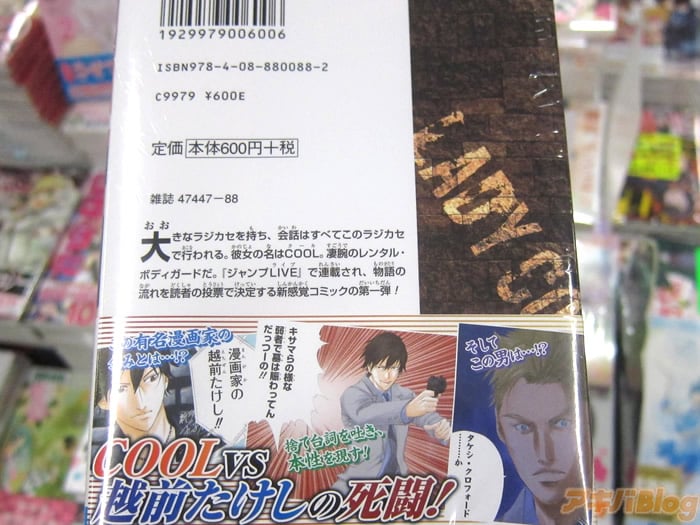 1929979006006
ISBN978-4-08-880088-2
C9979 ¥600E
定価 本体600円+税
雑誌 47447-88
大きなラジカセを持ち、会話はすべてこのラジカセ
で行われる。彼女の名はCOOL。凄腕のレンタル・
ボディガードだ。『ジャンプLIVE』で連載され、物語の
流れを読者の投票で決定する新感覚コミックの第一弾!
の有名漫画家の
とは…!?
漫画家の
越前たけし!!
キサマらの様な
弱者で墓は賑わってん
だっつーの!!
捨て台詞を吐き、
本性を現す!
そして
この男は…!?
タケシ・クロフォード
………か
COOL VS
越前たけしの死闘!
LADY CO
アキバBlog